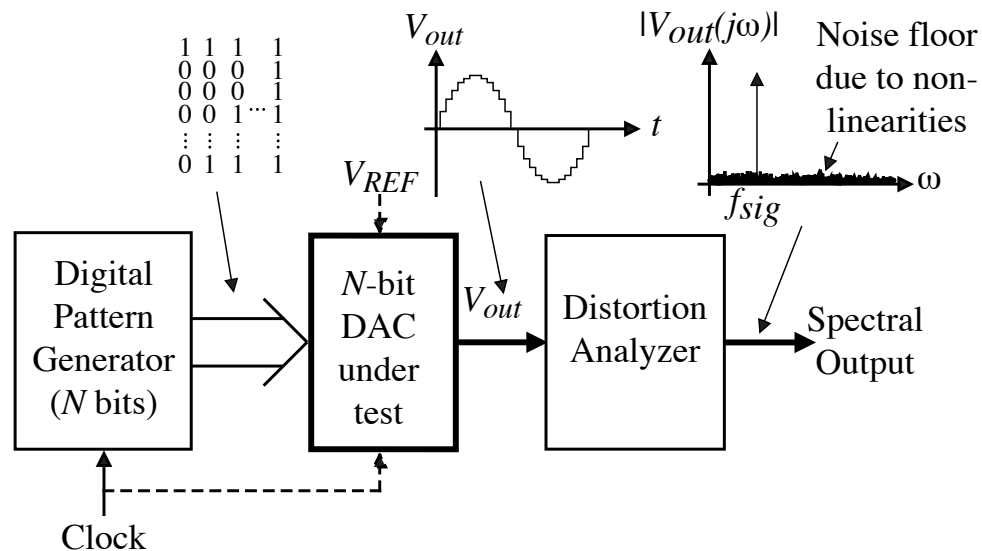 1 1 1 1
0 0 0 1
0 0 0 1
0 0 1 ... 1
⋮ ⋮ ⋮ ⋮
0 1 1 1
V_out
t
|V_out(jω)|
Noise floor
due to non-
linearities
ω
f_sig
V_REF
Digital
Pattern
Generator
(N bits)
N-bit
DAC
under
test
V_out
Distortion
Analyzer
Spectral
Output
Clock